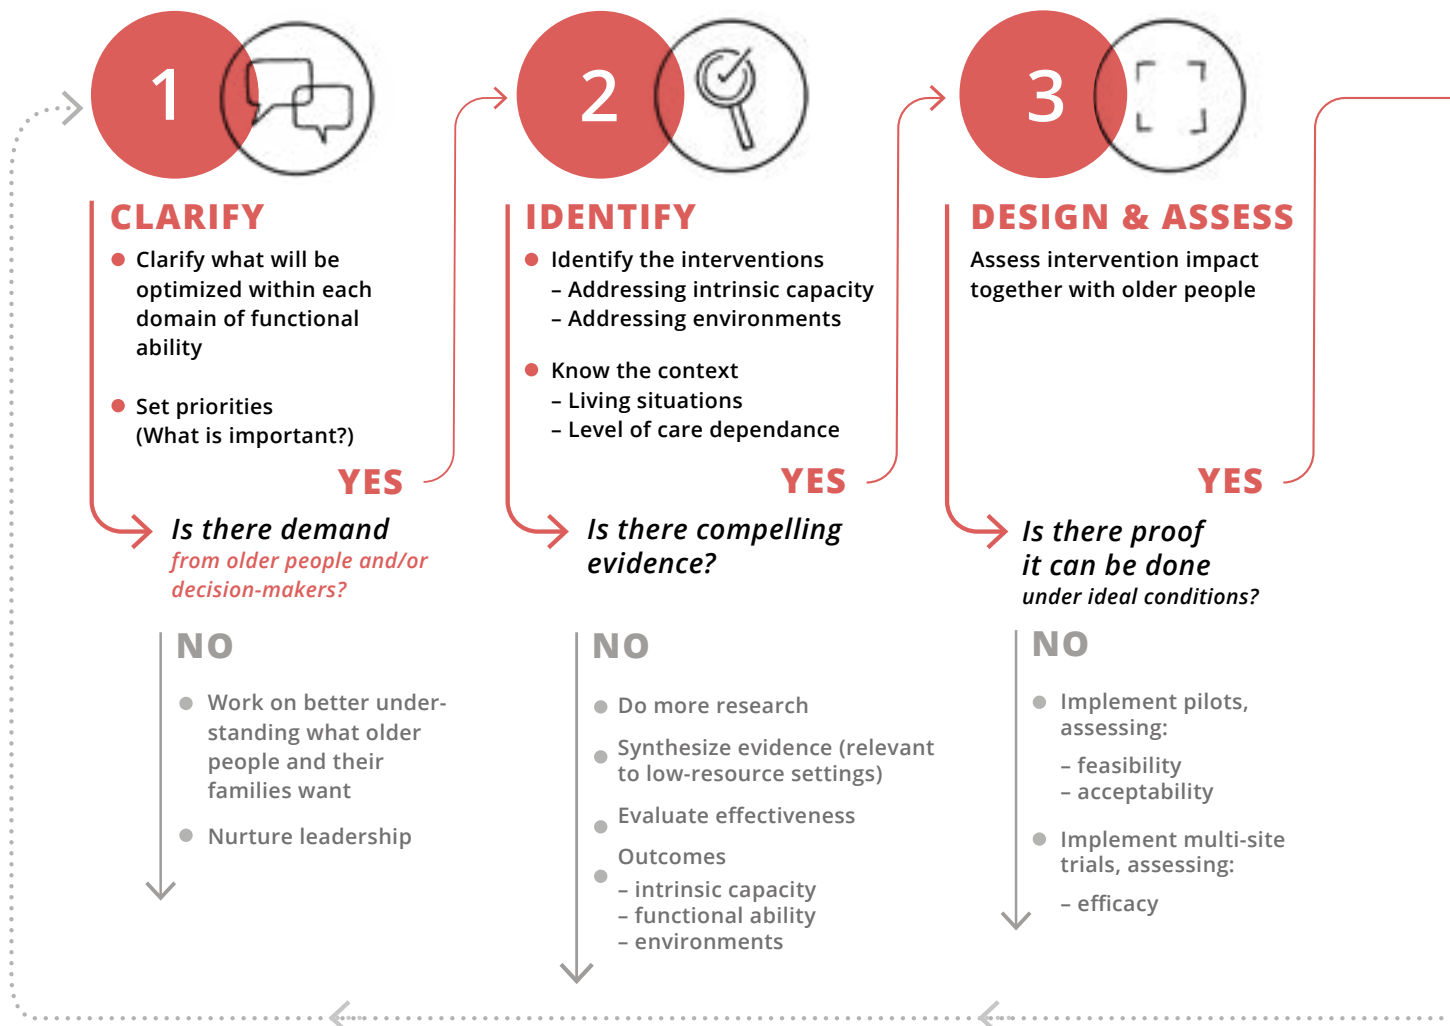 1
CLARIFY
● Clarify what will be
optimized within each
domain of functional
ability
● Set priorities
(What is important?)
YES
Is there demand
from older people and/or
decision-makers?
NO
● Work on better under-
standing what older
people and their
families want
● Nurture leadership
2
IDENTIFY
● Identify the interventions
– Addressing intrinsic capacity
– Addressing environments
● Know the context
– Living situations
– Level of care dependance
YES
Is there compelling
evidence?
NO
● Do more research
● Synthesize evidence (relevant
to low-resource settings)
● Evaluate effectiveness
● Outcomes
– intrinsic capacity
– functional ability
– environments
3
DESIGN & ASSESS
Assess intervention impact
together with older people
YES
Is there proof
it can be done
under ideal conditions?
NO
● Implement pilots,
assessing:
– feasibility
– acceptability
● Implement multi-site
trials, assessing:
– efficacy